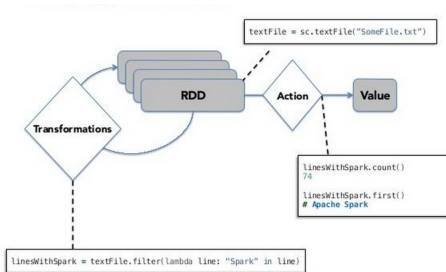 textFile = sc.textFile("SomeFile.txt")
RDD
Action
Value
Transformations
linesWithSpark.count()
74
linesWithSpark.first()
# Apache Spark
linesWithSpark = textFile.filter(lambda line: "Spark" in line)